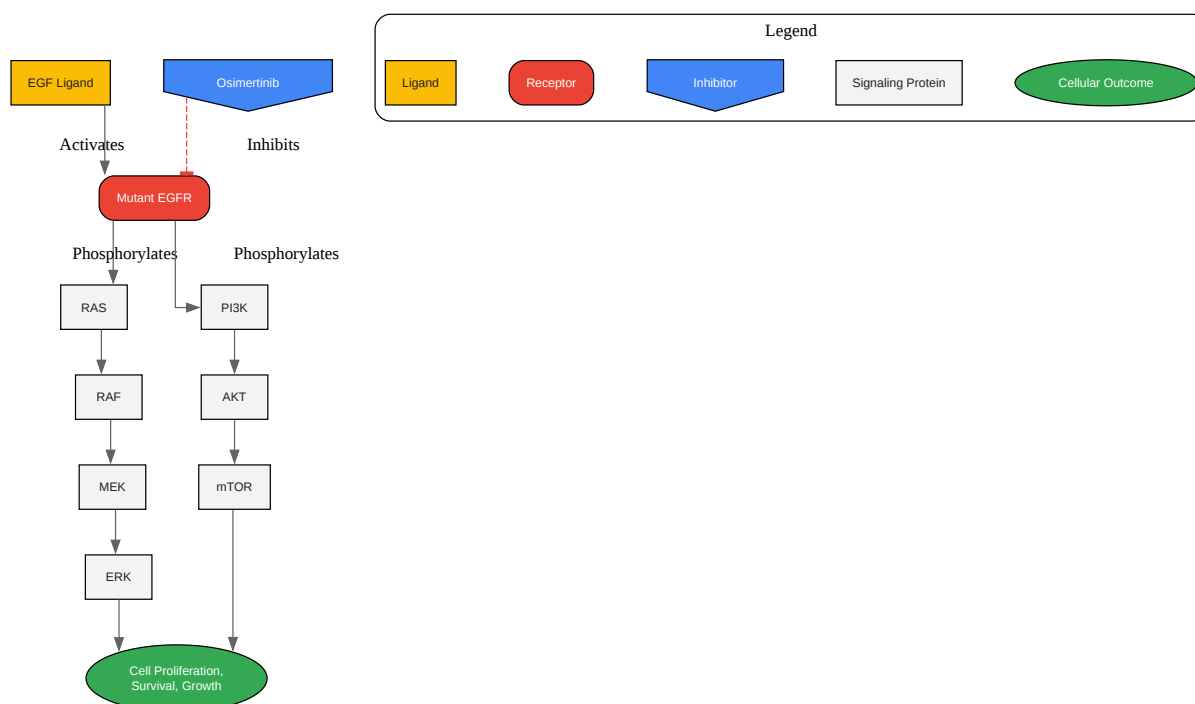 Legend
EGF Ligand
Osimertinib
Ligand
Receptor
Inhibitor
Signaling Protein
Cellular Outcome
Activates
Inhibits
Mutant EGFR
Phosphorylates
Phosphorylates
RAS
PI3K
RAF
AKT
MEK
mTOR
ERK
Cell Proliferation,
Survival, Growth